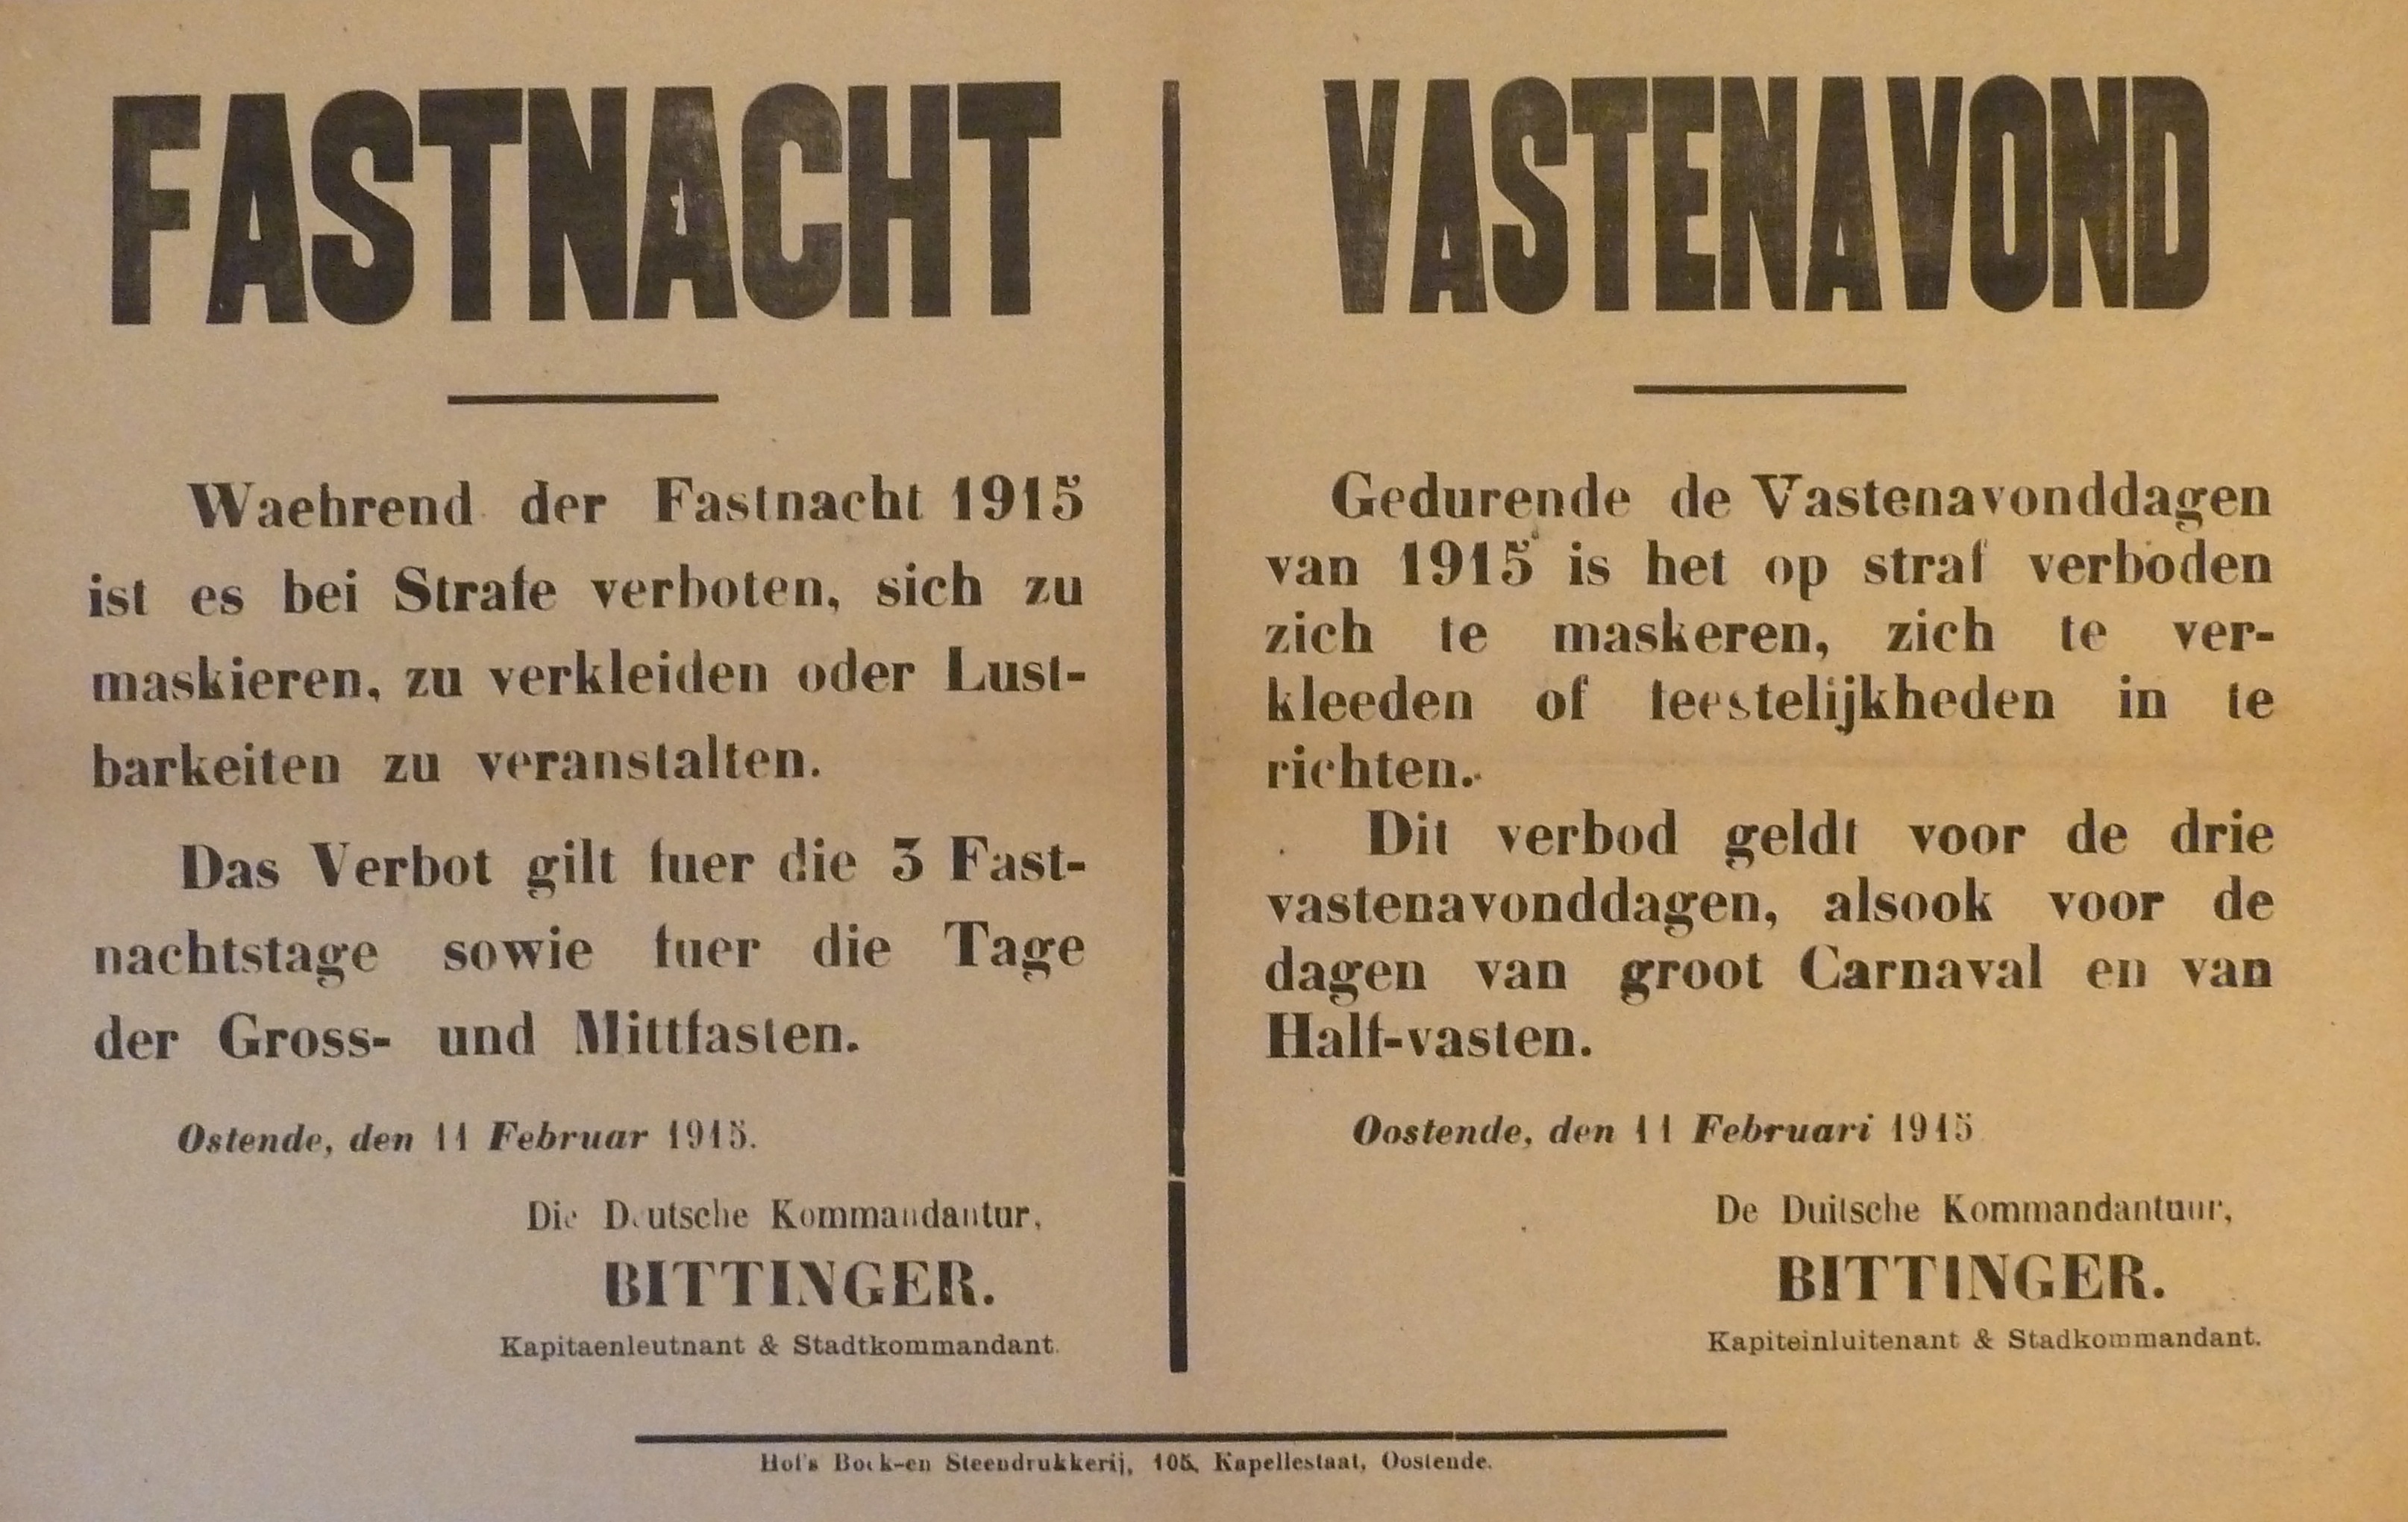 FASTNACHT
Waehrend der Fastnacht 1915
ist es bei Strafe verboten, sich zu
maskieren, zu verkleiden oder Lust-
barkeiten zu veranstalten.
Das Verbot gilt fuer die 3 Fast-
nachtstage sowie fuer die Tage
der Gross- und Mittfasten.
Ostende, den 11 Februar 1915.
Die Deutsche Kommandantur,
BITTINGER.
Kapitaenleutnant & Stadtkommandant.
VASTENAVOND
Gedurende de Vastenavonddagen
van 1915 is het op straf verboden
zich te maskeren, zich te ver-
kleeden of feestelijkheden in te
richten.
Dit verbod geldt voor de drie
vastenavonddagen, alsook voor de
dagen van groot Carnaval en van
Half-vasten.
Oostende, den 11 Februari 1915
De Duitsche Kommandantuur,
BITTINGER.
Kapiteinluitenant & Stadkommandant.
Hof's Boek-en Steendrukkerij, 105, Kapellestaat, Oostende.